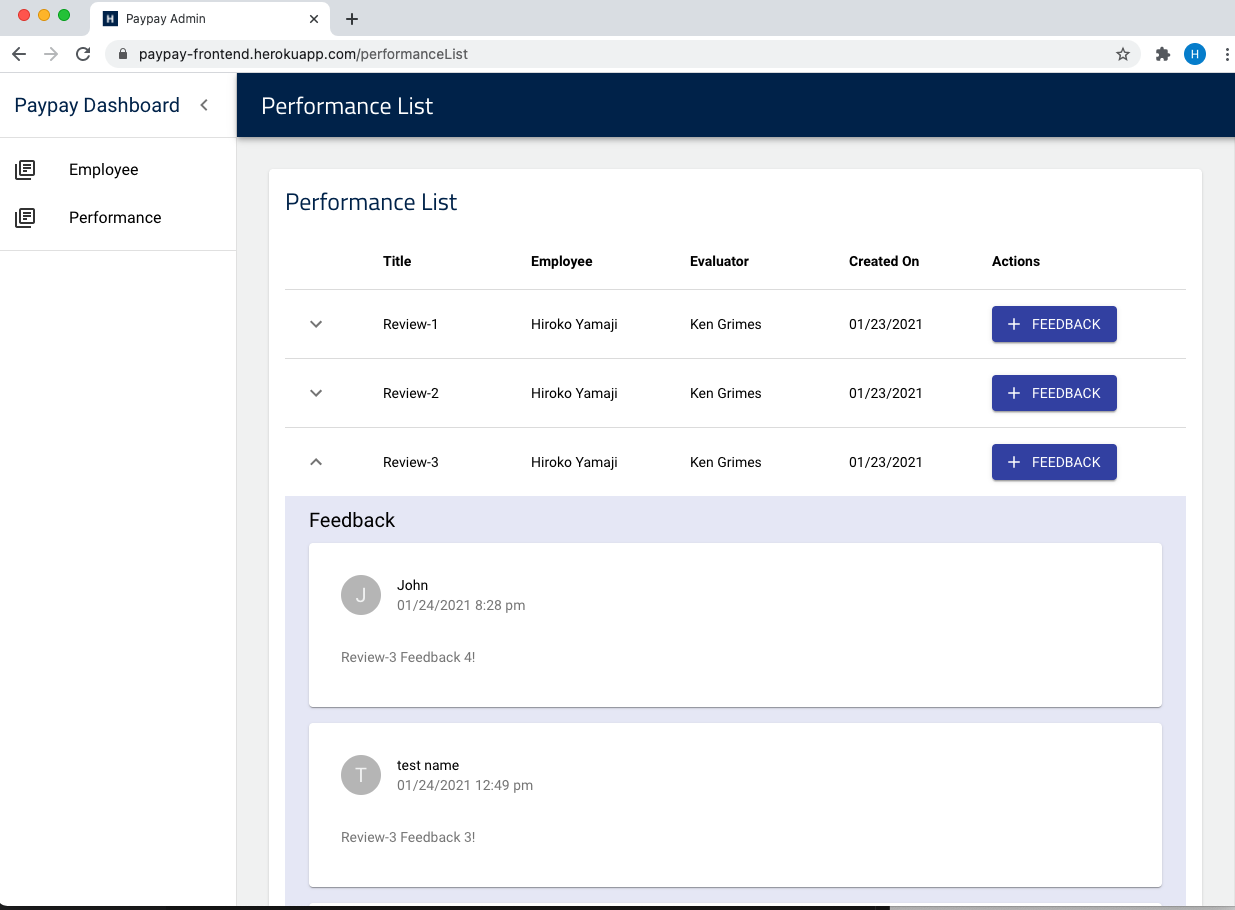 H Paypay Admin
paypay-frontend.herokuapp.com/performanceList
H
Paypay Dashboard
Performance List
Employee
Performance
Performance List
Title Employee Evaluator Created On Actions
Review-1 Hiroko Yamaji Ken Grimes 01/23/2021 + FEEDBACK
Review-2 Hiroko Yamaji Ken Grimes 01/23/2021 + FEEDBACK
Review-3 Hiroko Yamaji Ken Grimes 01/23/2021 + FEEDBACK
Feedback
J
John
01/24/2021 8:28 pm
Review-3 Feedback 4!
T
test name
01/24/2021 12:49 pm
Review-3 Feedback 3!